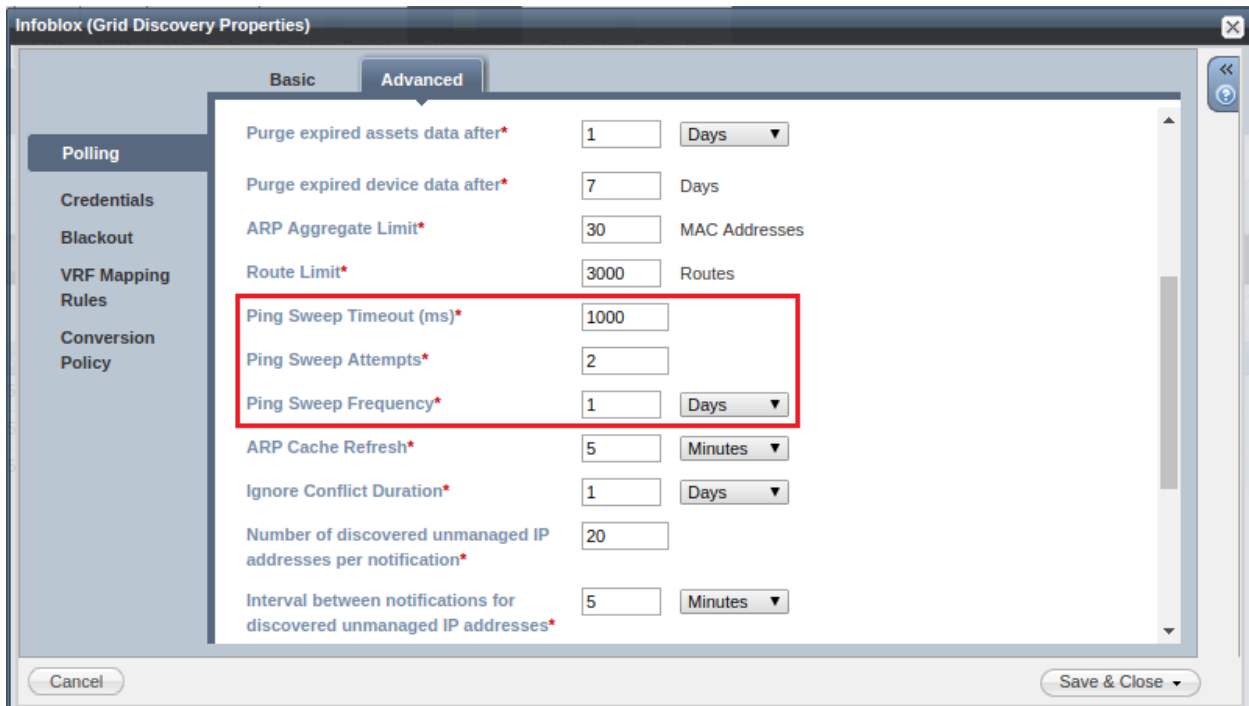 Infoblox (Grid Discovery Properties)
Basic
Advanced
Polling
Credentials
Blackout
VRF Mapping
Rules
Conversion
Policy
Purge expired assets data after*
1
Days
Purge expired device data after*
7
Days
ARP Aggregate Limit*
30
MAC Addresses
Route Limit*
3000
Routes
Ping Sweep Timeout (ms)*
1000
Ping Sweep Attempts*
2
Ping Sweep Frequency*
1
Days
ARP Cache Refresh*
5
Minutes
Ignore Conflict Duration*
1
Days
Number of discovered unmanaged IP
addresses per notification*
20
Interval between notifications for
discovered unmanaged IP addresses*
5
Minutes
Cancel
Save & Close